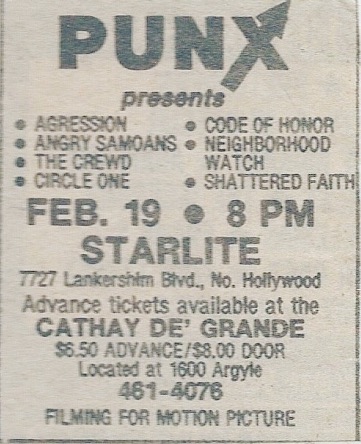 PUNX
presents
• AGRESSION
• ANGRY SAMOANS
• THE CREWD
• CIRCLE ONE
• CODE OF HONOR
• NEIGHBORHOOD
WATCH
• SHATTERED FAITH
FEB. 19 • 8 PM
STARLITE
7727 Lankershim Blvd., No. Hollywood
Advance tickets available at the
CATHAY DE' GRANDE
$6.50 ADVANCE/$8.00 DOOR
Located at 1600 Argyle
461-4076
FILMING FOR MOTION PICTURE